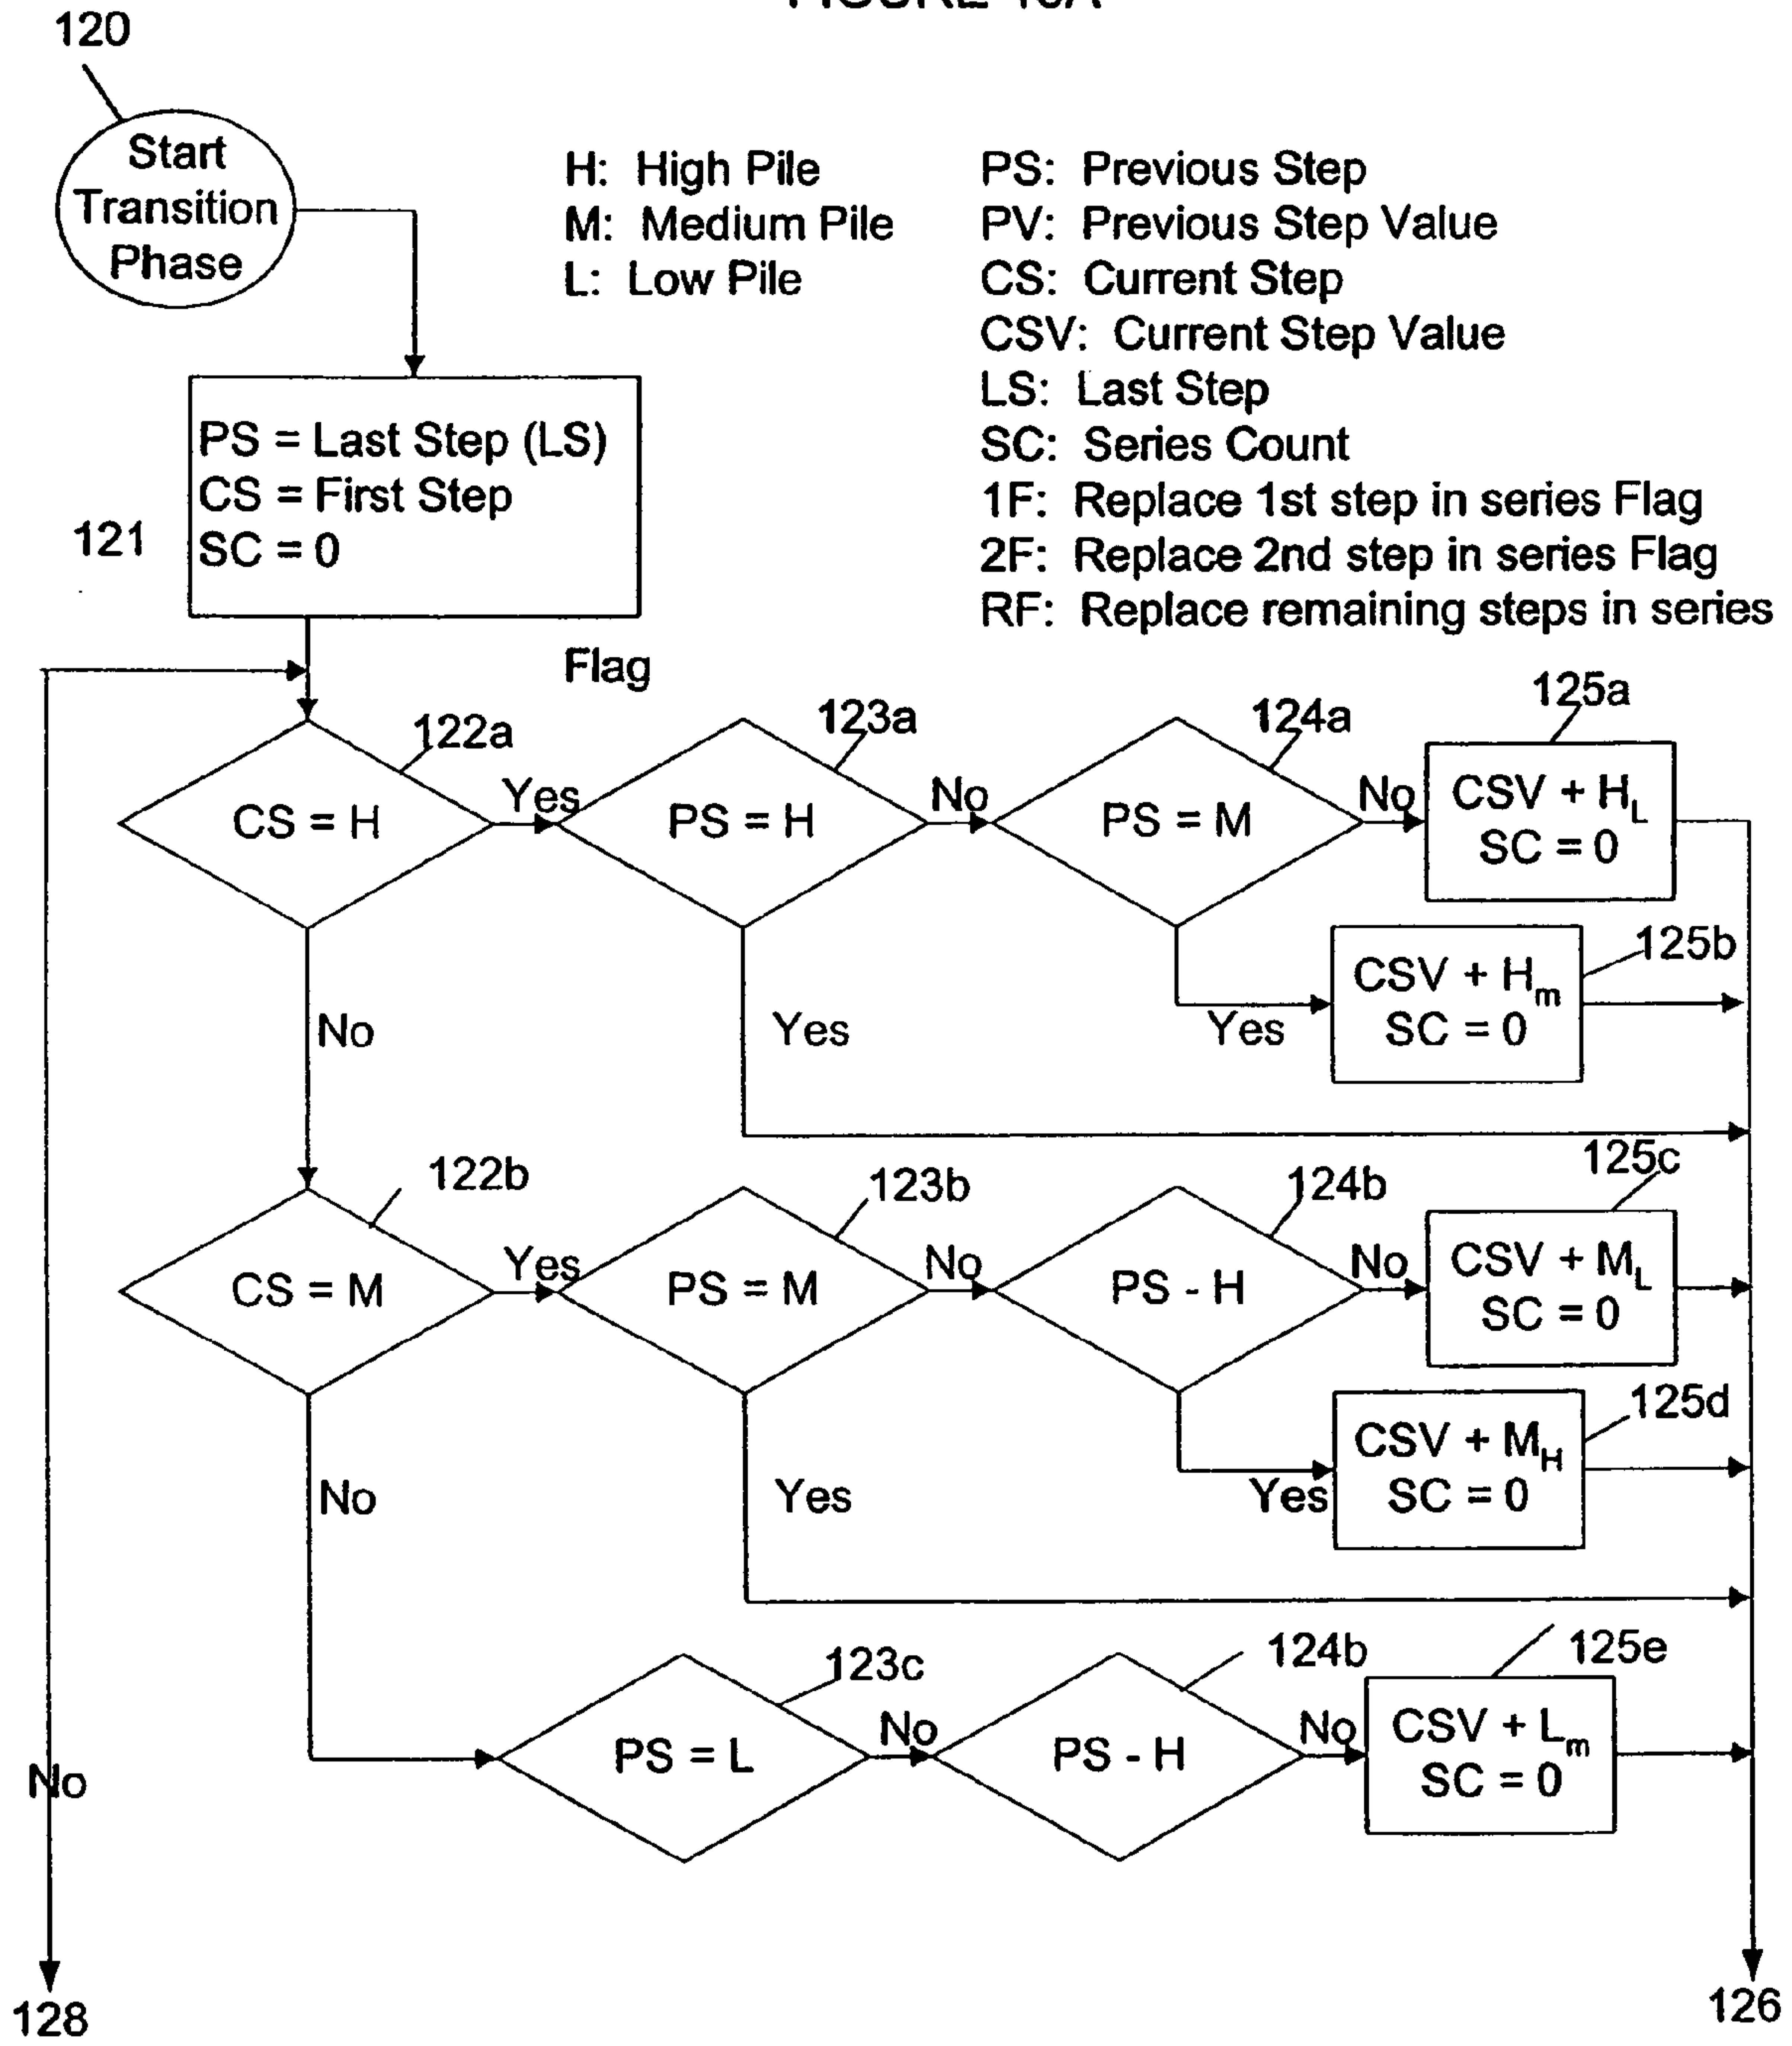 120
Start
Transition
Phase
H: High Pile
M: Medium Pile
L: Low Pile
PS: Previous Step
PV: Previous Step Value
CS: Current Step
CSV: Current Step Value
LS: Last Step
SC: Series Count
1F: Replace 1st step in series Flag
2F: Replace 2nd step in series Flag
RF: Replace remaining steps in series
Flag
121
PS = Last Step (LS)
CS = First Step
SC = 0
122a
CS = H
Yes
123a
PS = H
No
124a
PS = M
No
125a
CSV + HL
SC = 0
125b
CSV + Hm
SC = 0
Yes
Yes
No
122b
CS = M
Yes
123b
PS = M
No
124b
PS - H
No
125c
CSV + ML
SC = 0
125d
CSV + MH
SC = 0
Yes
Yes
No
123c
PS = L
No
124b
PS - H
No
125e
CSV + Lm
SC = 0
No
128
126